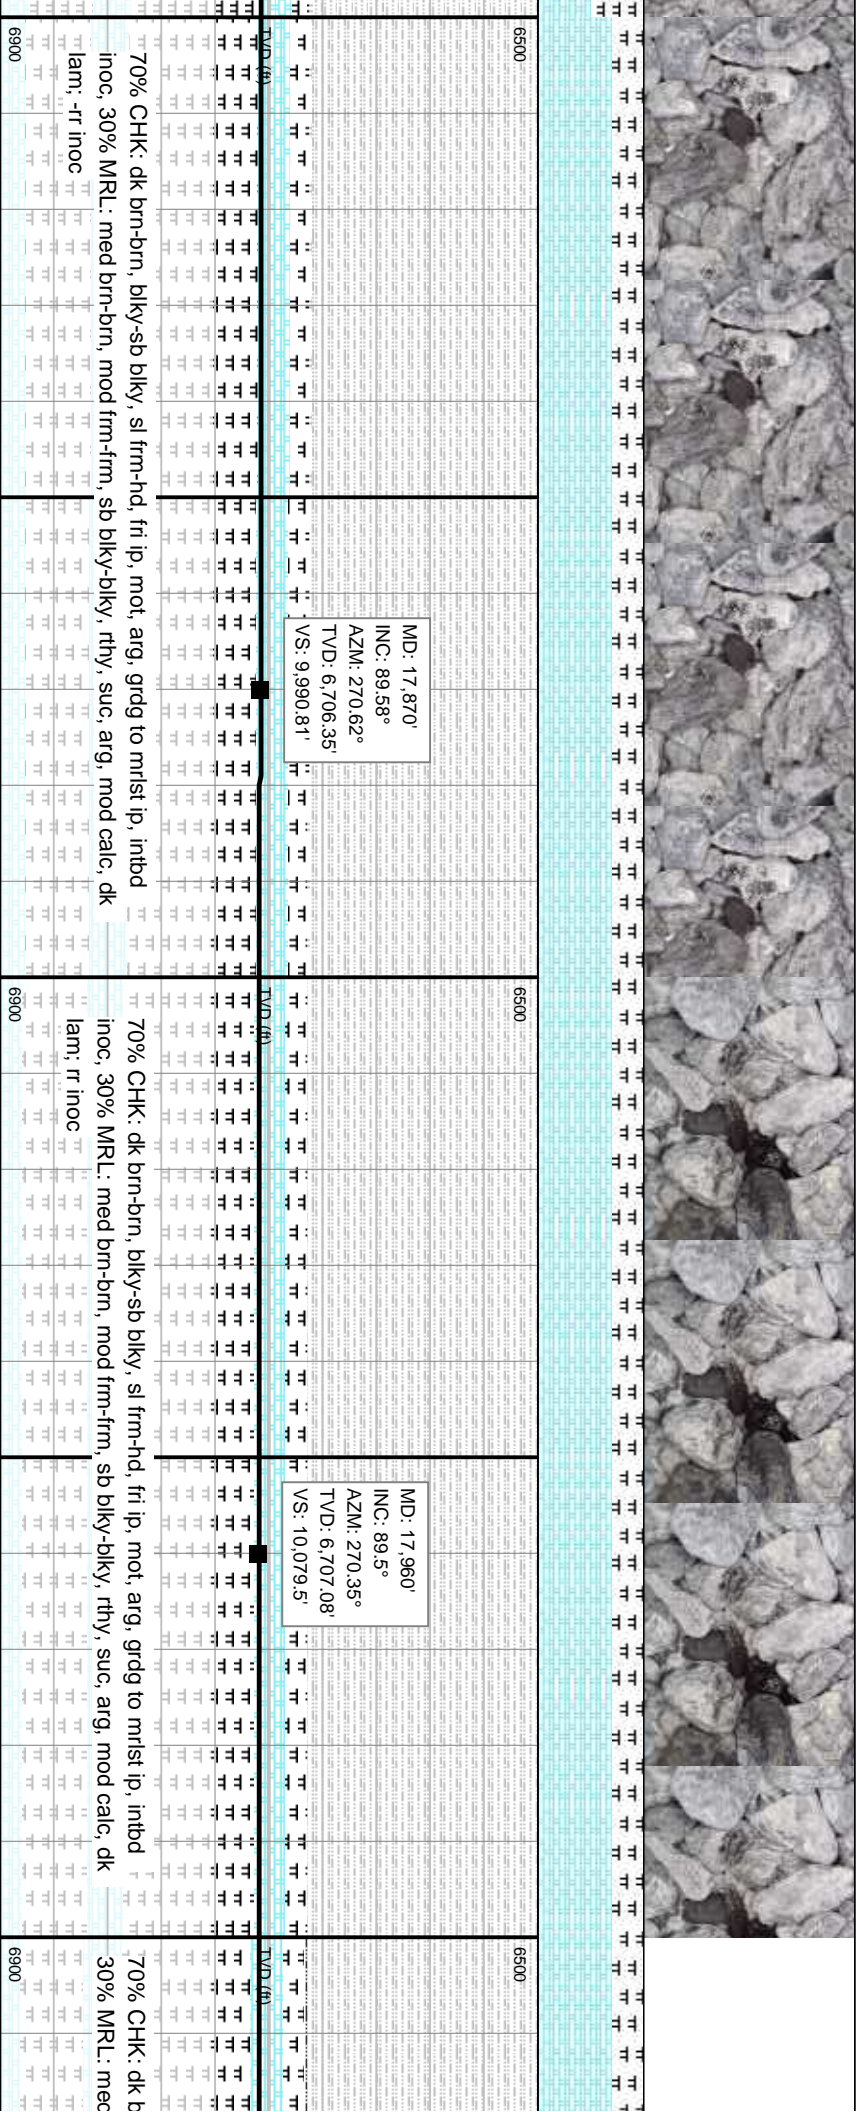 6500
TVD (ft)
6900
70% CHK: dk brn-brn, blky-sb blky, sl frm-hd, fri ip, mot, arg, grdg to mrlst ip, intbd
inoc, 30% MRL: med brn-brn, mod frm-frm, sb blky-blky, rthy, suc, arg, mod calc, dk
lam; -rr inoc
MD: 17,870'
INC: 89.58°
AZM: 270.62°
TVD: 6,706.35'
VS: 9,990.81'
6500
TVD (ft)
6900
70% CHK: dk brn-brn, blky-sb blky, sl frm-hd, fri ip, mot, arg, grdg to mrlst ip, intbd
inoc, 30% MRL: med brn-brn, mod frm-frm, sb blky-blky, rthy, suc, arg, mod calc, dk
lam; rr inoc
MD: 17,960'
INC: 89.5°
AZM: 270.35°
TVD: 6,707.08'
VS: 10,079.5'
6500
TVD (ft)
6900
70% CHK: dk b
30% MRL: med